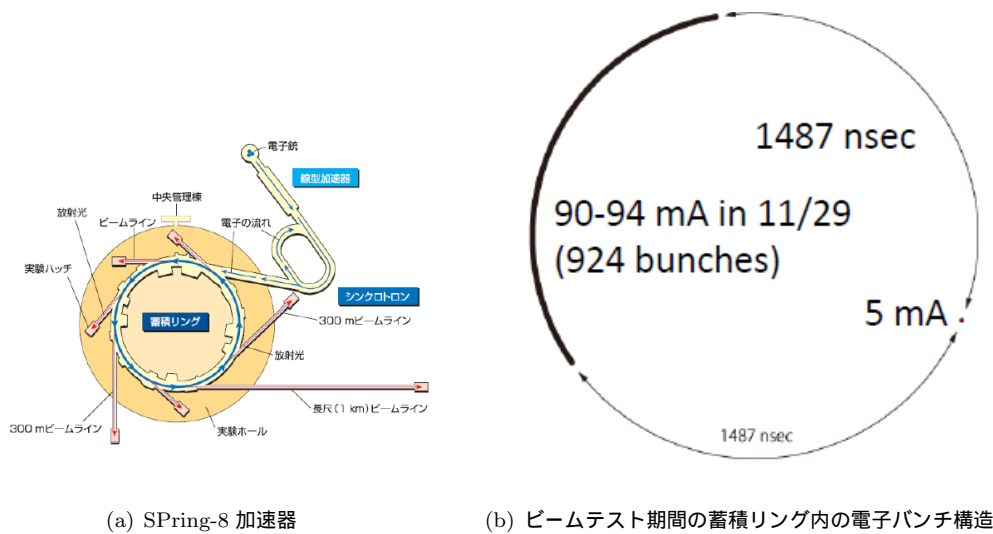 電子銃
線型加速器
中央管理棟
放射光
ビームライン
電子の流れ
実験ハッチ
シンクロトロン
蓄積リング
300 mビームライン
放射光
長尺(1 km)ビームライン
300 mビームライン
実験ホール
(a) SPring-8 加速器
1487 nsec
90-94 mA in 11/29
(924 bunches)
5 mA
1487 nsec
(b) ビームテスト期間の蓄積リング内の電子バンチ構造